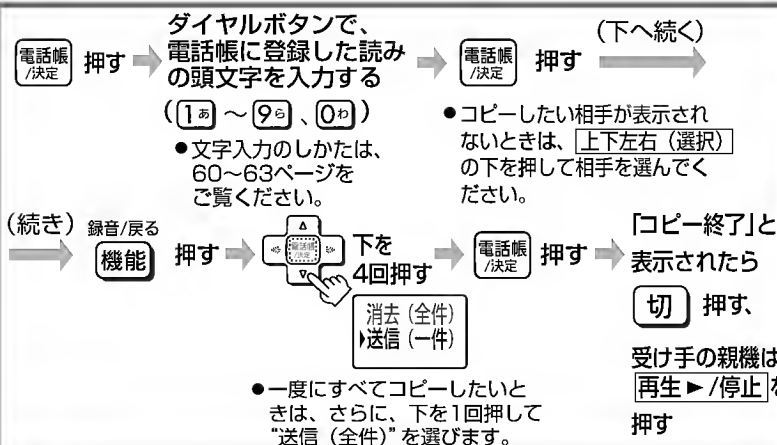 電話帳
/決定
押す
ダイヤルボタンで、
電話帳に登録した読み
の頭文字を入力する
(1あ～9ら、0わ)
●文字入力のしかたは、
60～63ページを
ご覧ください。
電話帳
/決定
押す
(下へ続く)
●コピーしたい相手が表示され
ないときは、上下左右（選択）
の下を押して相手を選んでく
ださい。
(続き)
録音/戻る
機能
押す
電話帳
/決定
下を
4回押す
消去（全件）
送信（一件）
●一度にすべてコピーしたいと
きは、さらに、下を1回押して
“送信（全件）”を選びます。
電話帳
/決定
押す
「コピー終了」と
表示されたら
切 押す、
受け手の親機は
再生►/停止を
押す